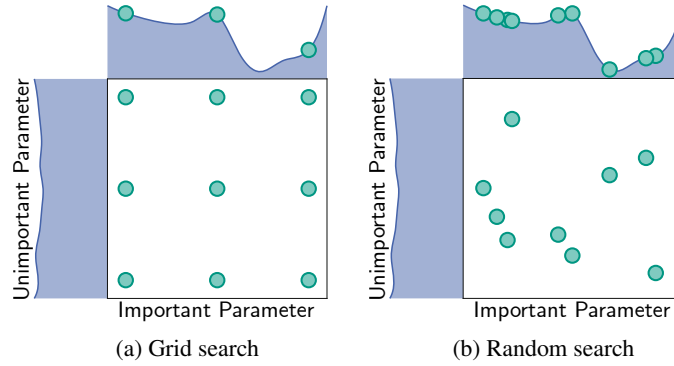 Unimportant Parameter
Important Parameter
(a) Grid search
Unimportant Parameter
Important Parameter
(b) Random search